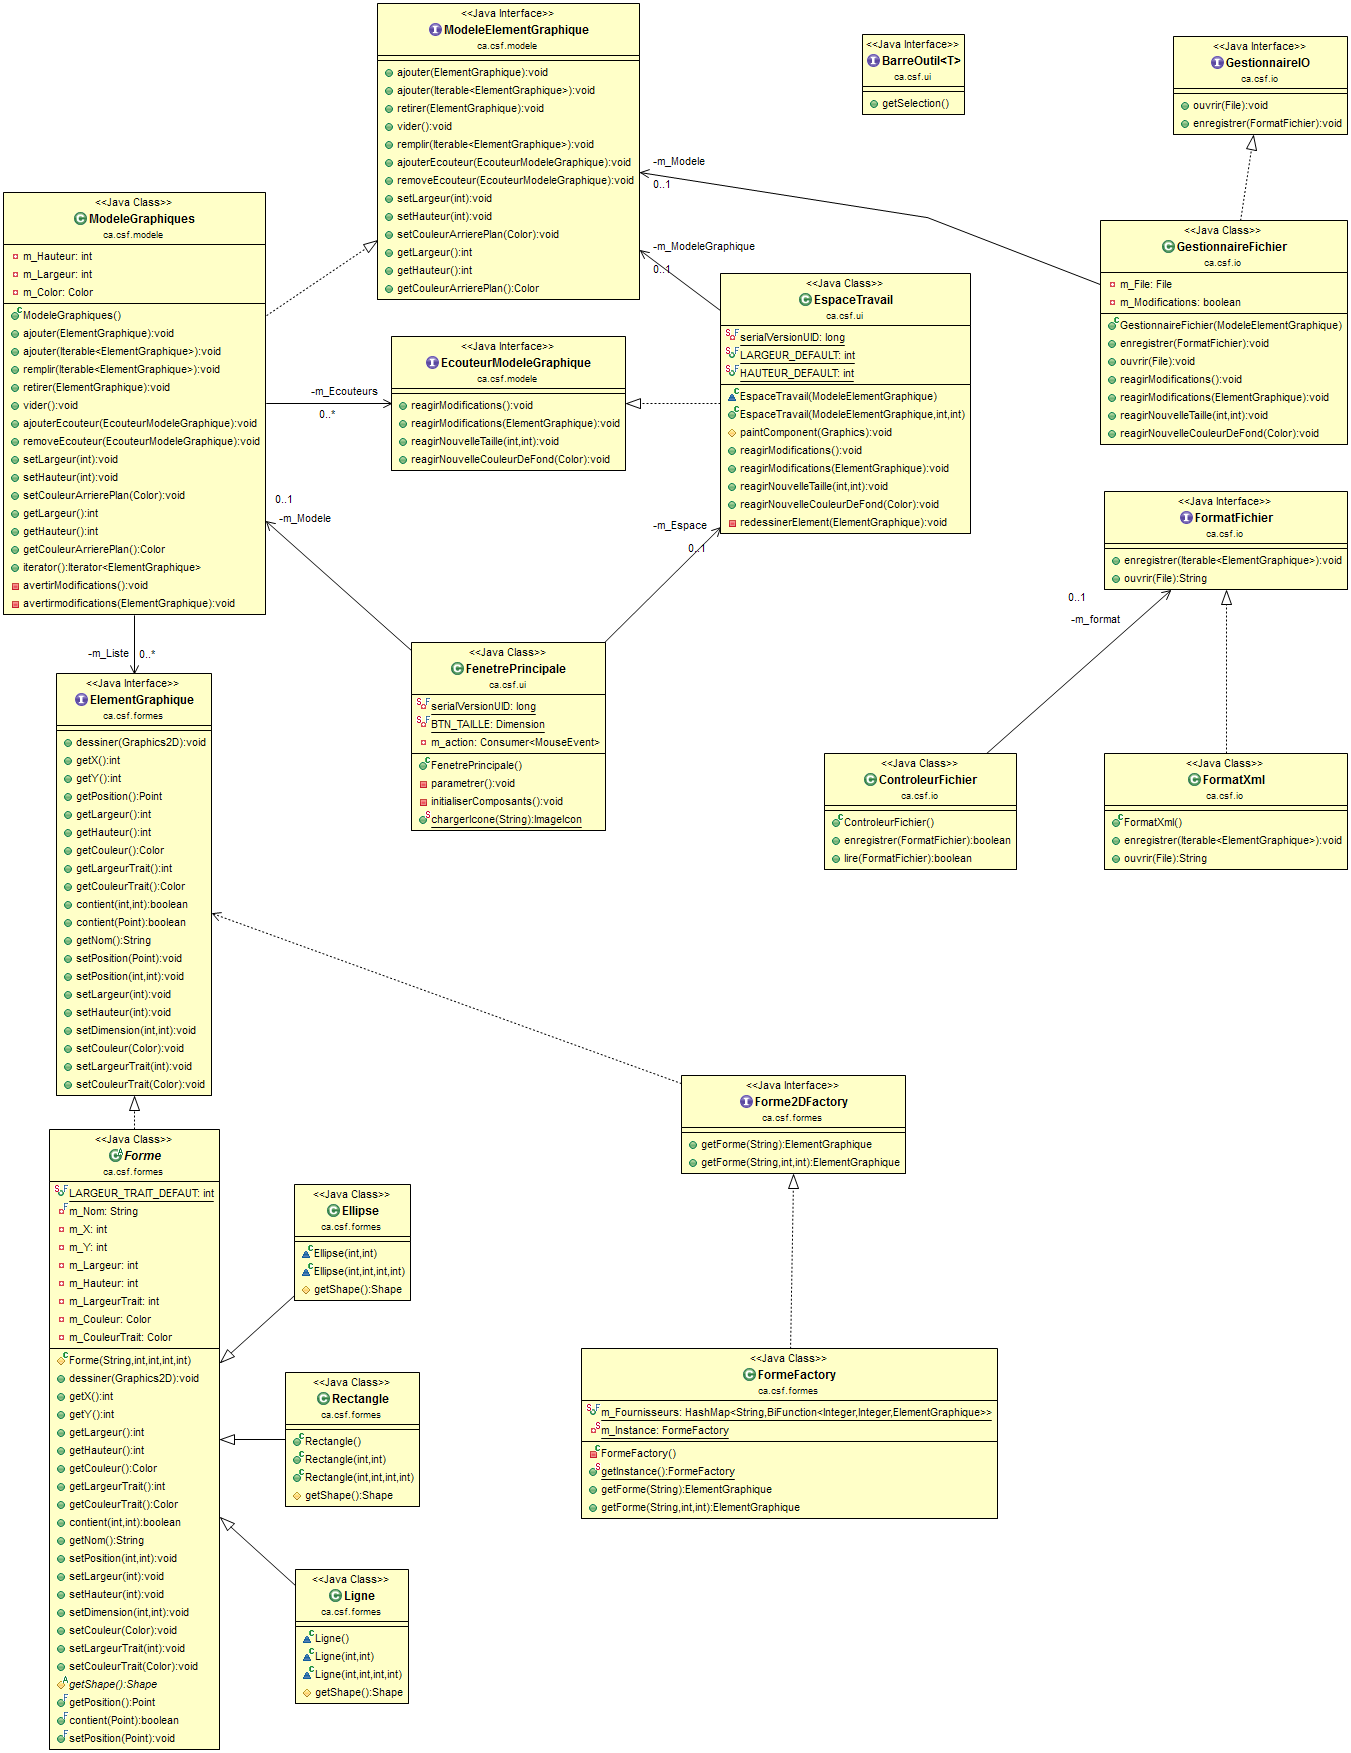 <<Java Interface>>
ModeleElementGraphique
ca.csf.modele
ajouter(ElementGraphique):void
ajouter(Iterable<ElementGraphique>):void
retirer(ElementGraphique):void
vider():void
remplir(Iterable<ElementGraphique>):void
ajouterEcouteur(EcouteurModeleGraphique):void
removeEcouteur(EcouteurModeleGraphique):void
setLargeur(int):void
setHauteur(int):void
setCouleurArrierePlan(Color):void
getLargeur():int
getHauteur():int
getCouleurArrierePlan():Color
<<Java Interface>>
BarreOutil<T>
ca.csf.ui
getSelection()
<<Java Interface>>
GestionnaireIO
ca.csf.io
ouvrir(File):void
enregistrer(FormatFichier):void
-m_Modele
0..1
<<Java Class>>
ModeleGraphiques
ca.csf.modele
m_Hauteur: int
m_Largeur: int
m_Color: Color
ModeleGraphiques()
ajouter(ElementGraphique):void
ajouter(Iterable<ElementGraphique>):void
remplir(Iterable<ElementGraphique>):void
retirer(ElementGraphique):void
vider():void
ajouterEcouteur(EcouteurModeleGraphique):void
removeEcouteur(EcouteurModeleGraphique):void
setLargeur(int):void
setHauteur(int):void
setCouleurArrierePlan(Color):void
getLargeur():int
getHauteur():int
getCouleurArrierePlan():Color
iterator():Iterator<ElementGraphique>
avertirModifications():void
avertirmodifications(ElementGraphique):void
-m_ModeleGraphique
0..1
<<Java Class>>
GestionnaireFichier
ca.csf.io
m_File: File
m_Modifications: boolean
GestionnaireFichier(ModeleElementGraphique)
enregistrer(FormatFichier):void
ouvrir(File):void
reagirModifications():void
reagirModifications(ElementGraphique):void
reagirNouvelleTaille(int,int):void
reagirNouvelleCouleurDeFond(Color):void
<<Java Class>>
EspaceTravail
ca.csf.ui
serialVersionUID: long
LARGEUR_DEFAULT: int
HAUTEUR_DEFAULT: int
EspaceTravail(ModeleElementGraphique)
EspaceTravail(ModeleElementGraphique,int,int)
paintComponent(Graphics):void
reagirModifications():void
reagirModifications(ElementGraphique):void
reagirNouvelleTaille(int,int):void
reagirNouvelleCouleurDeFond(Color):void
redessinerElement(ElementGraphique):void
<<Java Interface>>
EcouteurModeleGraphique
ca.csf.modele
reagirModifications():void
reagirModifications(ElementGraphique):void
reagirNouvelleTaille(int,int):void
reagirNouvelleCouleurDeFond(Color):void
-m_Ecouteurs
0..*
0..1
-m_Modele
-m_Espace
0..1
<<Java Interface>>
FormatFichier
ca.csf.io
enregistrer(Iterable<ElementGraphique>):void
ouvrir(File):String
0..1
-m_format
-m_Liste
0..*
<<Java Class>>
FenetrePrincipale
ca.csf.ui
serialVersionUID: long
BTN_TAILLE: Dimension
m_action: Consumer<MouseEvent>
FenetrePrincipale()
parametrer():void
initialiserComposants():void
chargerIcone(String):ImageIcon
<<Java Interface>>
ElementGraphique
ca.csf.formes
dessiner(Graphics2D):void
getX():int
getY():int
getPosition():Point
getLargeur():int
getHauteur():int
getCouleur():Color
getLargeurTrait():int
getCouleurTrait():Color
contient(int,int):boolean
contient(Point):boolean
getNom():String
setPosition(Point):void
setPosition(int,int):void
setLargeur(int):void
setHauteur(int):void
setDimension(int,int):void
setCouleur(Color):void
setLargeurTrait(int):void
setCouleurTrait(Color):void
<<Java Class>>
ControleurFichier
ca.csf.io
ControleurFichier()
enregistrer(FormatFichier):boolean
lire(FormatFichier):boolean
<<Java Class>>
FormatXml
ca.csf.io
FormatXml()
enregistrer(Iterable<ElementGraphique>):void
ouvrir(File):String
<<Java Interface>>
Forme2DFactory
ca.csf.formes
getForme(String):ElementGraphique
getForme(String,int,int):ElementGraphique
<<Java Class>>
Forme
ca.csf.formes
LARGEUR_TRAIT_DEFAUT: int
m_Nom: String
m_X: int
m_Y: int
m_Largeur: int
m_Hauteur: int
m_LargeurTrait: int
m_Couleur: Color
m_CouleurTrait: Color
Forme(String,int,int,int,int)
dessiner(Graphics2D):void
getX():int
getY():int
getLargeur():int
getHauteur():int
getCouleur():Color
getLargeurTrait():int
getCouleurTrait():Color
contient(int,int):boolean
getNom():String
setPosition(int,int):void
setLargeur(int):void
setHauteur(int):void
setDimension(int,int):void
setCouleur(Color):void
setLargeurTrait(int):void
setCouleurTrait(Color):void
getShape():Shape
getPosition():Point
contient(Point):boolean
setPosition(Point):void
<<Java Class>>
Ellipse
ca.csf.formes
Ellipse(int,int)
Ellipse(int,int,int,int)
getShape():Shape
<<Java Class>>
Rectangle
ca.csf.formes
Rectangle()
Rectangle(int,int)
Rectangle(int,int,int,int)
getShape():Shape
<<Java Class>>
FormeFactory
ca.csf.formes
m_Fournisseurs: HashMap<String,BiFunction<Integer,Integer,ElementGraphique>>
m_Instance: FormeFactory
FormeFactory()
getInstance():FormeFactory
getForme(String):ElementGraphique
getForme(String,int,int):ElementGraphique
<<Java Class>>
Ligne
ca.csf.formes
Ligne()
Ligne(int,int)
Ligne(int,int,int,int)
getShape():Shape